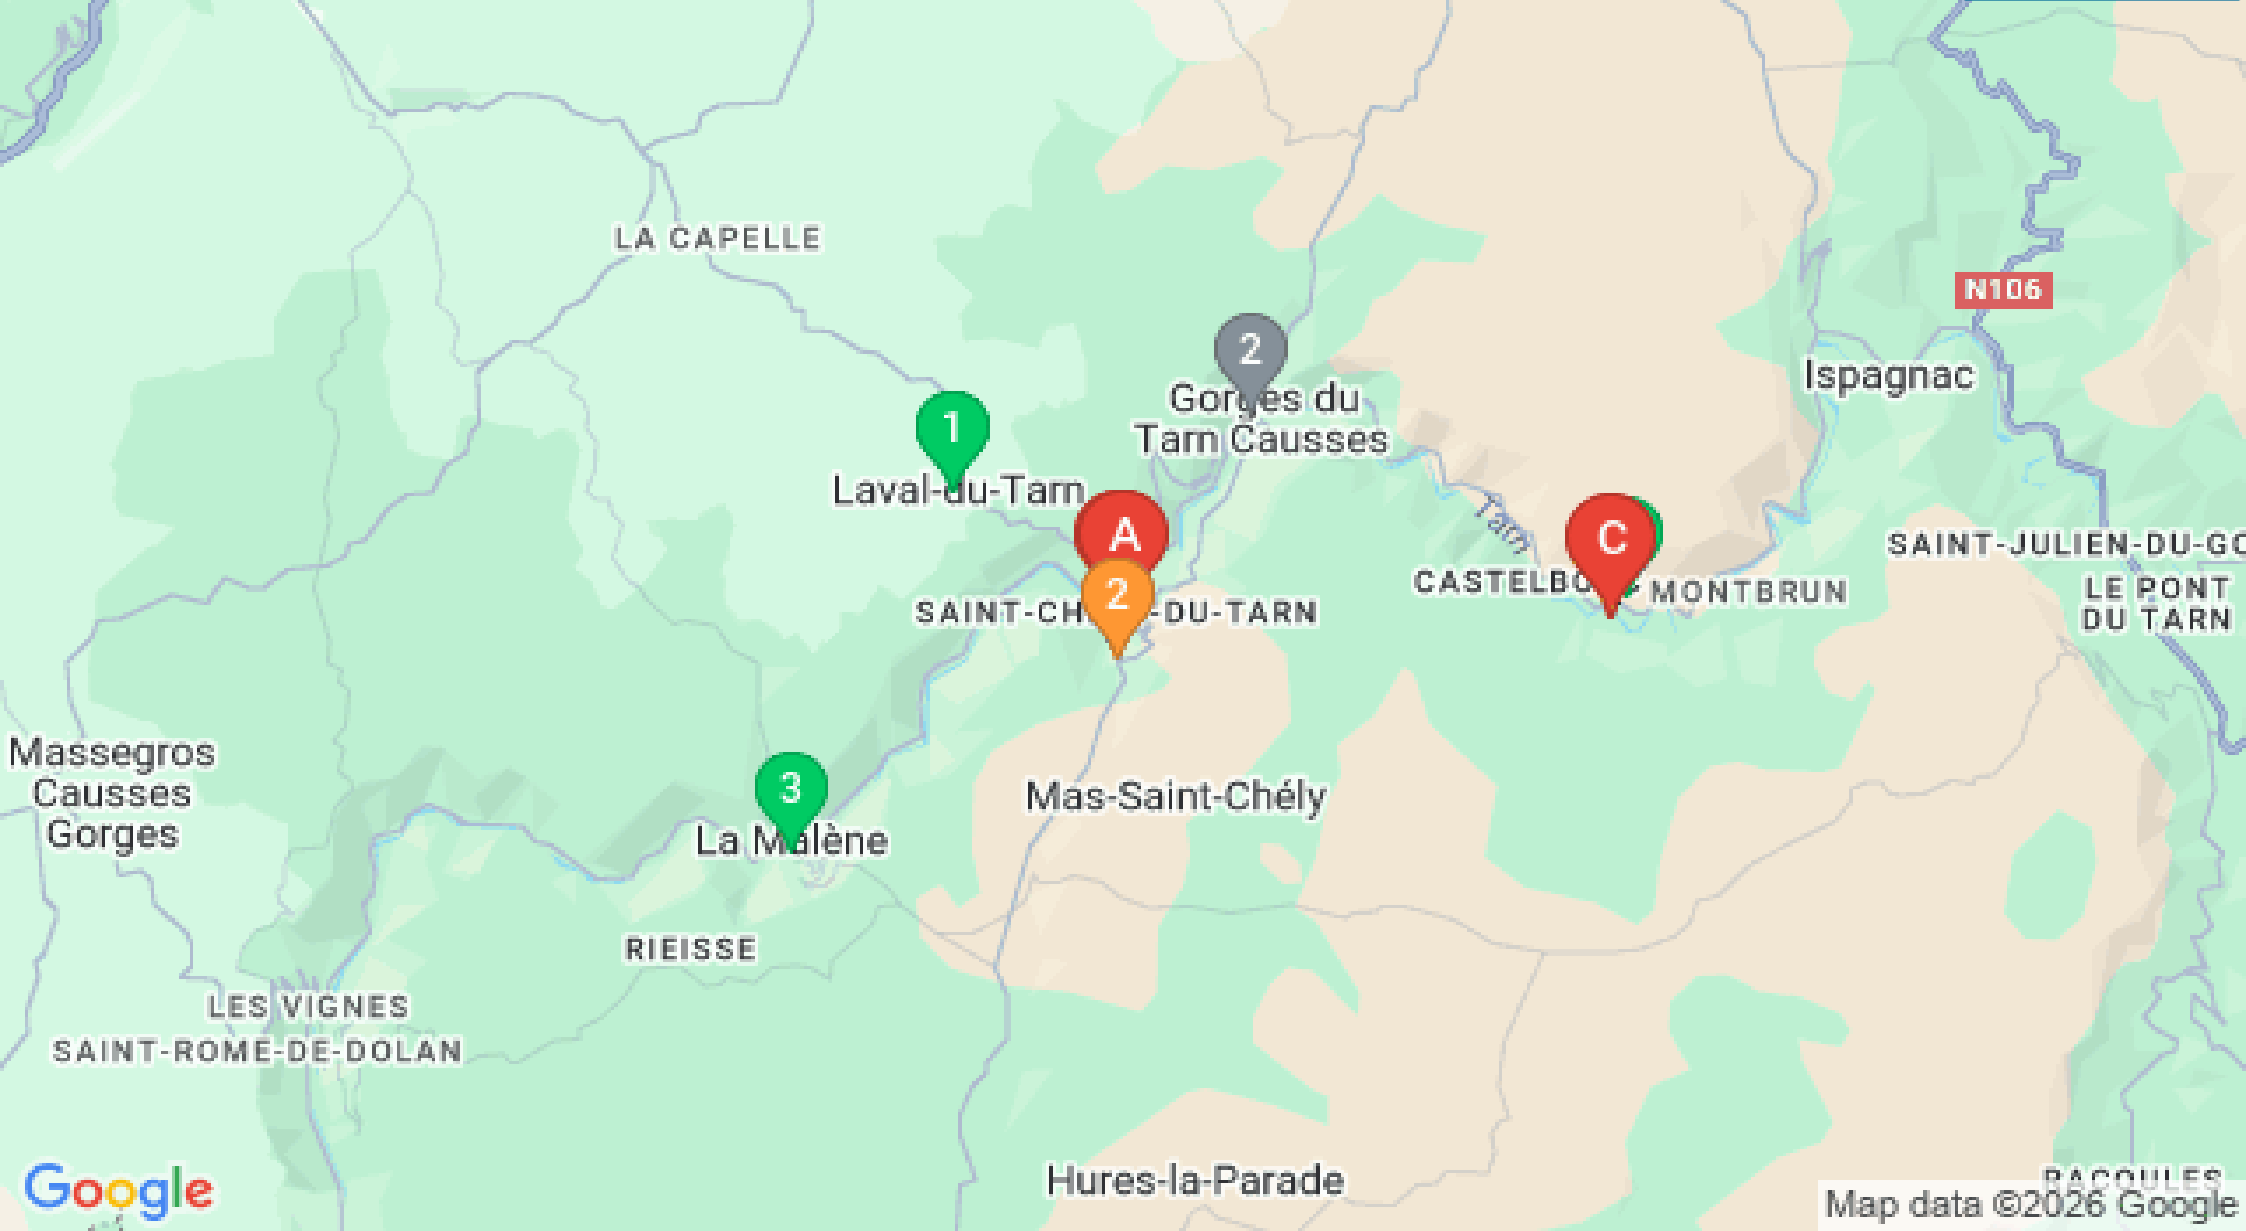 LA CAPELLE
N106
2
Gorges du
Tarn Causses
Ispagnac
1
Laval-du-Tarn
A
C
Tarn
SAINT-JULIEN-DU-GO
CASTELBO
MONTBRUN
LE PONT
DU TARN
2
SAINT-CH
-DU-TARN
Massegros
Causses
Gorges
3
La Malène
Mas-Saint-Chély
RIEISSE
LES VIGNES
SAINT-ROME-DE-DOLAN
Hures-la-Parade
RACOULES
Google
Map data ©2026 Google